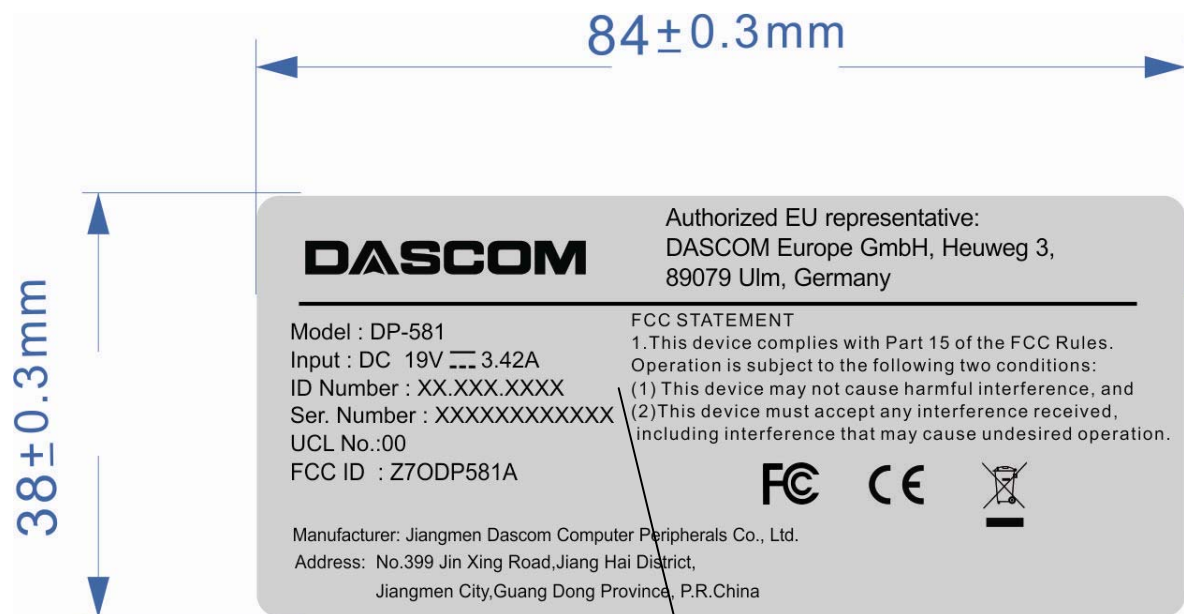 84±0.3mm
38±0.3mm
DASCOM
Authorized EU representative:
DASCOM Europe GmbH, Heuweg 3,
89079 Ulm, Germany
Model : DP-581
Input : DC 19V ⎓ 3.42A
ID Number : XX.XXX.XXXX
Ser. Number : XXXXXXXXXXXX
UCL No.:00
FCC ID : Z7ODP581A
FCC STATEMENT
1.This device complies with Part 15 of the FCC Rules.
Operation is subject to the following two conditions:
(1) This device may not cause harmful interference, and
(2)This device must accept any interference received,
including interference that may cause undesired operation.
FC CE
Manufacturer: Jiangmen Dascom Computer Peripherals Co., Ltd.
Address: No.399 Jin Xing Road,Jiang Hai District,
Jiangmen City,Guang Dong Province, P.R.China